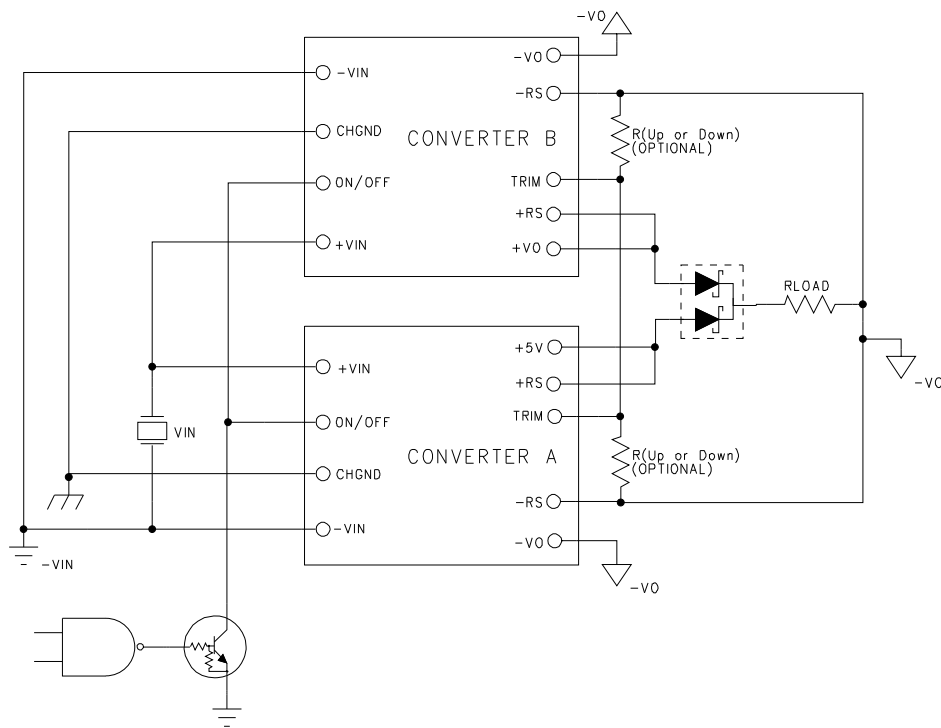 -VO
-VIN
-VO
-RS
CHGND
CONVERTER B
R(Up or Down)
(OPTIONAL)
ON/OFF
TRIM
+RS
+VIN
+VO
RLOAD
+5V
+VIN
+RS
-VO
TRIM
ON/OFF
VIN
CONVERTER A
R(Up or Down)
(OPTIONAL)
CHGND
-RS
-VIN
-VO
-VIN
-VO